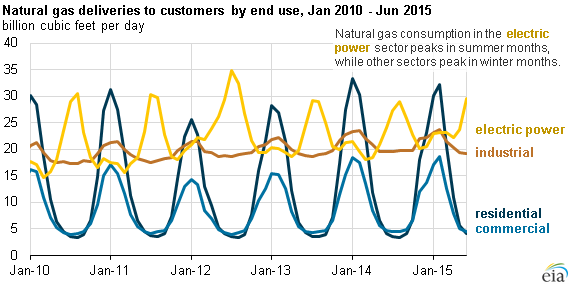 Natural gas deliveries to customers by end use, Jan 2010 - Jun 2015
billion cubic feet per day
Natural gas consumption in the electric
power sector peaks in summer months,
while other sectors peak in winter months.
40
35
30
25
20
15
10
5
0
electric power
industrial
residential
commercial
Jan-10
Jan-11
Jan-12
Jan-13
Jan-14
Jan-15
eia